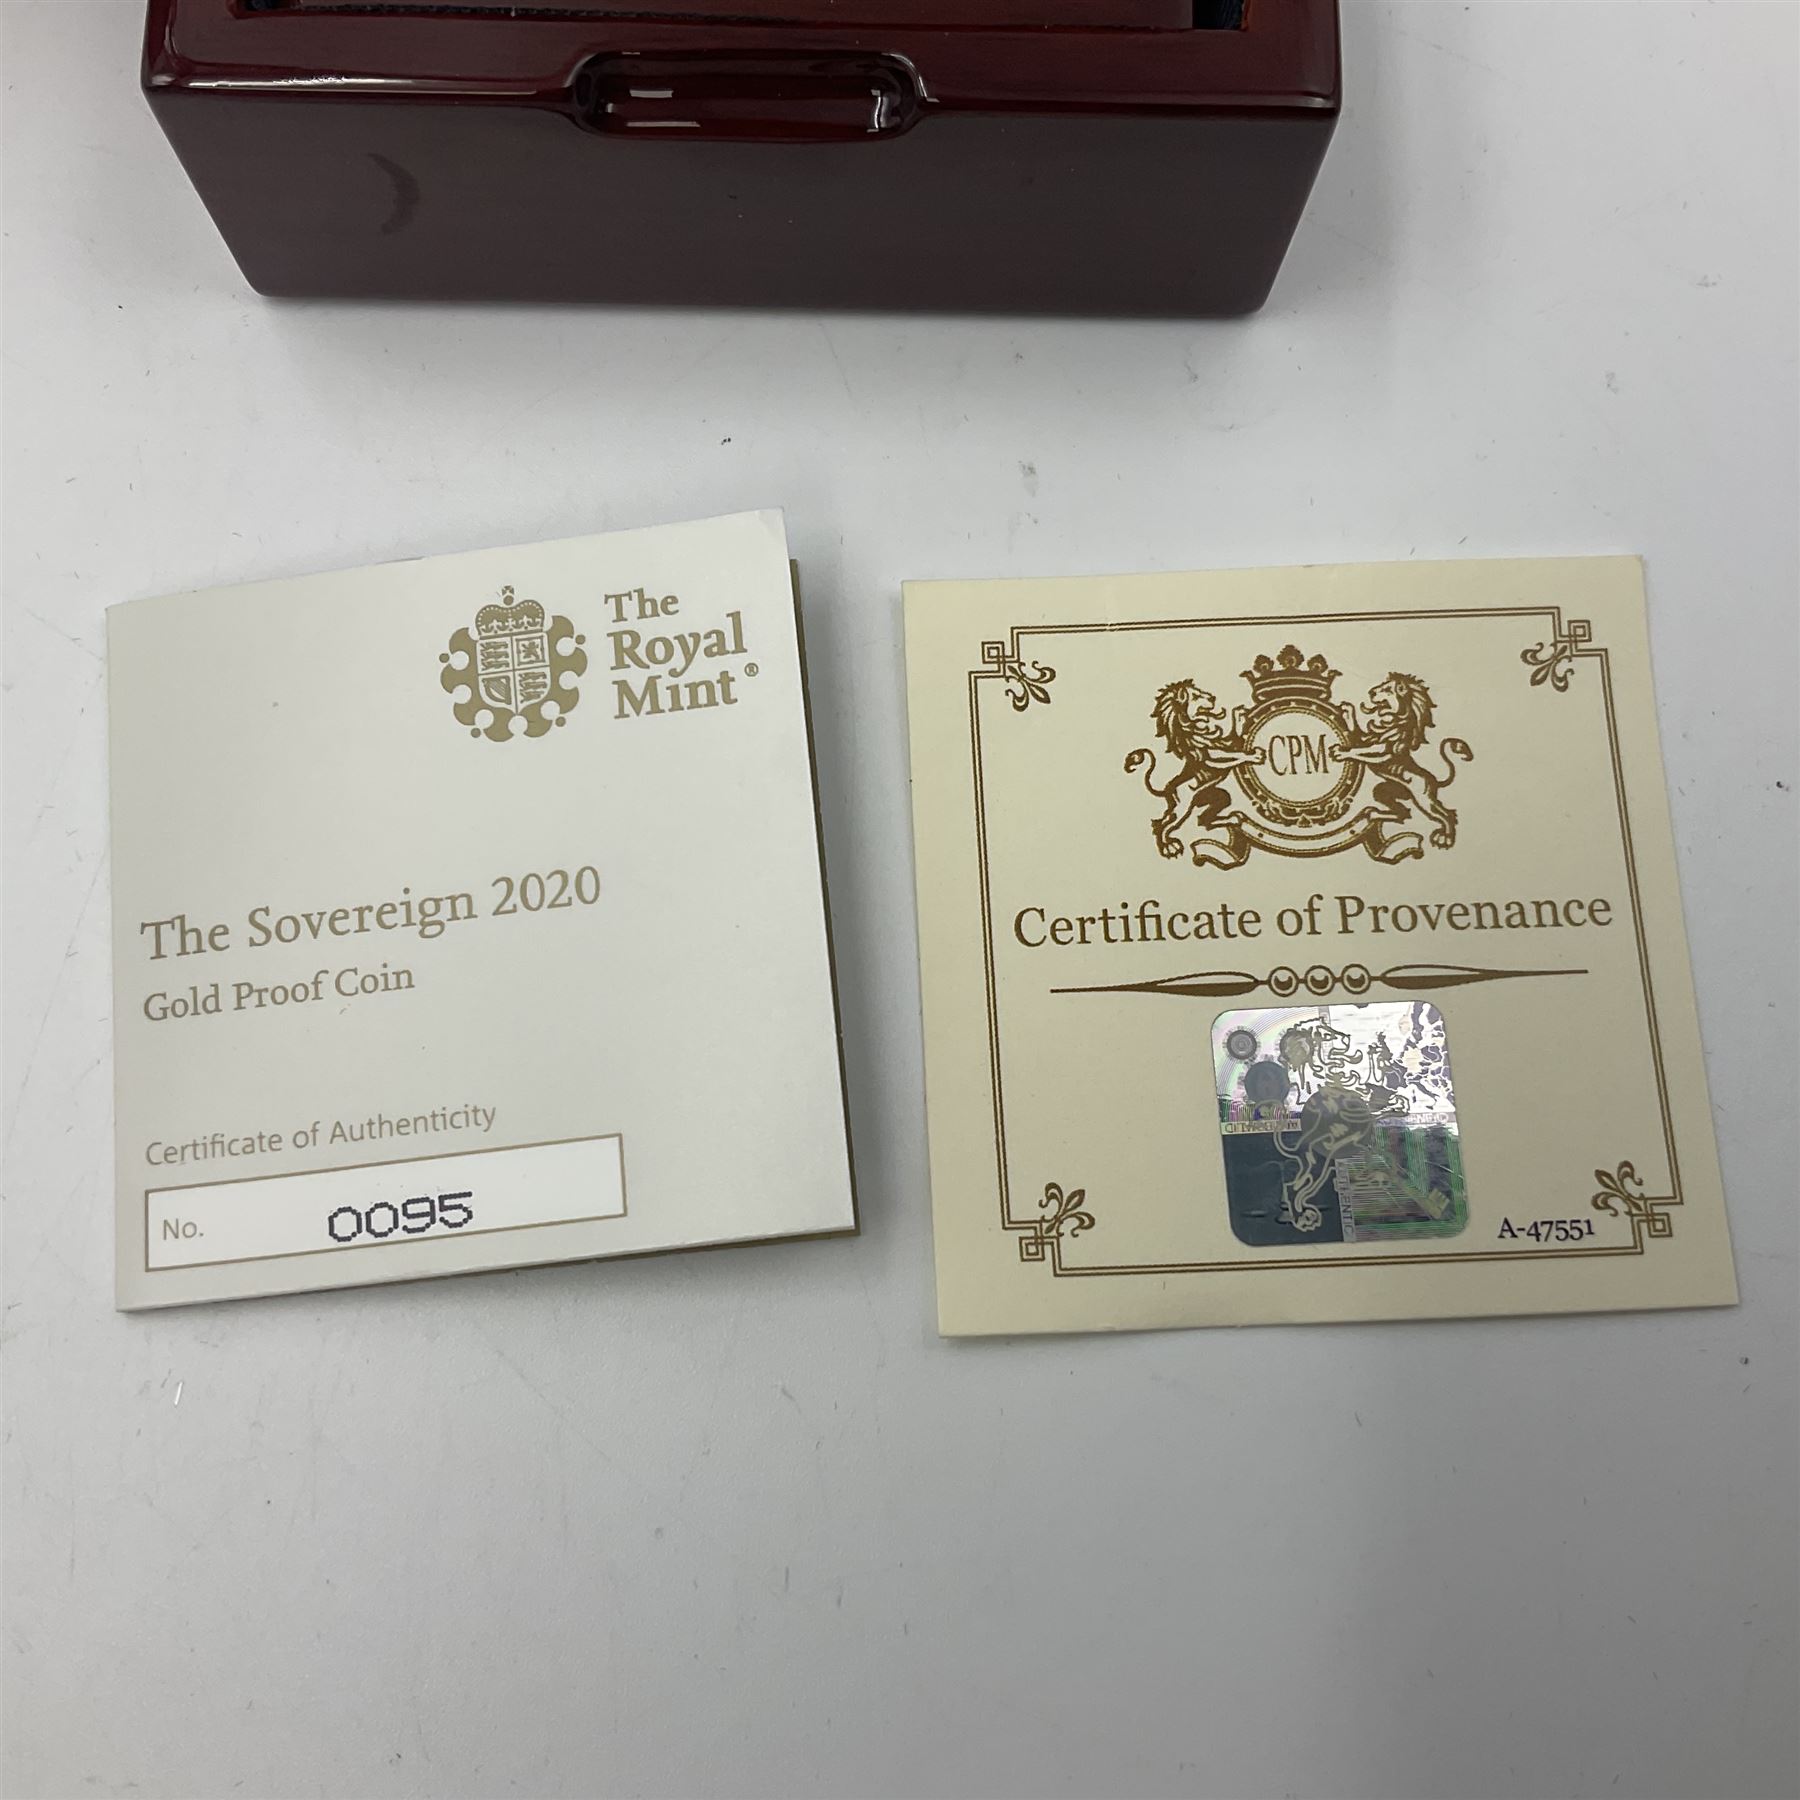 The
Royal
Mint®
The Sovereign 2020
Gold Proof Coin
Certificate of Authenticity
No. 0095
CPM
Certificate of Provenance
A-47551